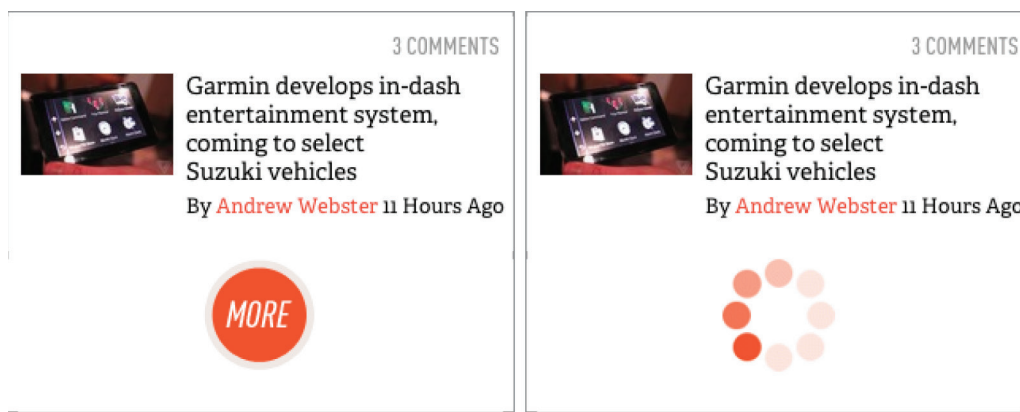 3 COMMENTS
Garmin develops in-dash
entertainment system,
coming to select
Suzuki vehicles
By Andrew Webster 11 Hours Ago
MORE
3 COMMENTS
Garmin develops in-dash
entertainment system,
coming to select
Suzuki vehicles
By Andrew Webster 11 Hours Ago